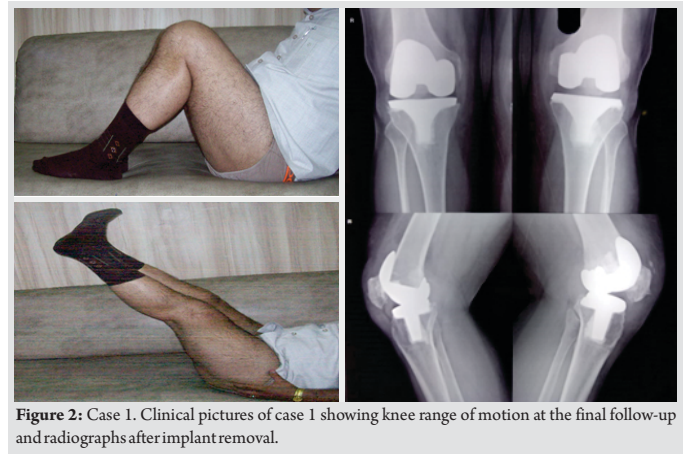 Figure 2: Case 1. Clinical pictures of case 1 showing knee range of motion at the final follow-up
and radiographs after implant removal.